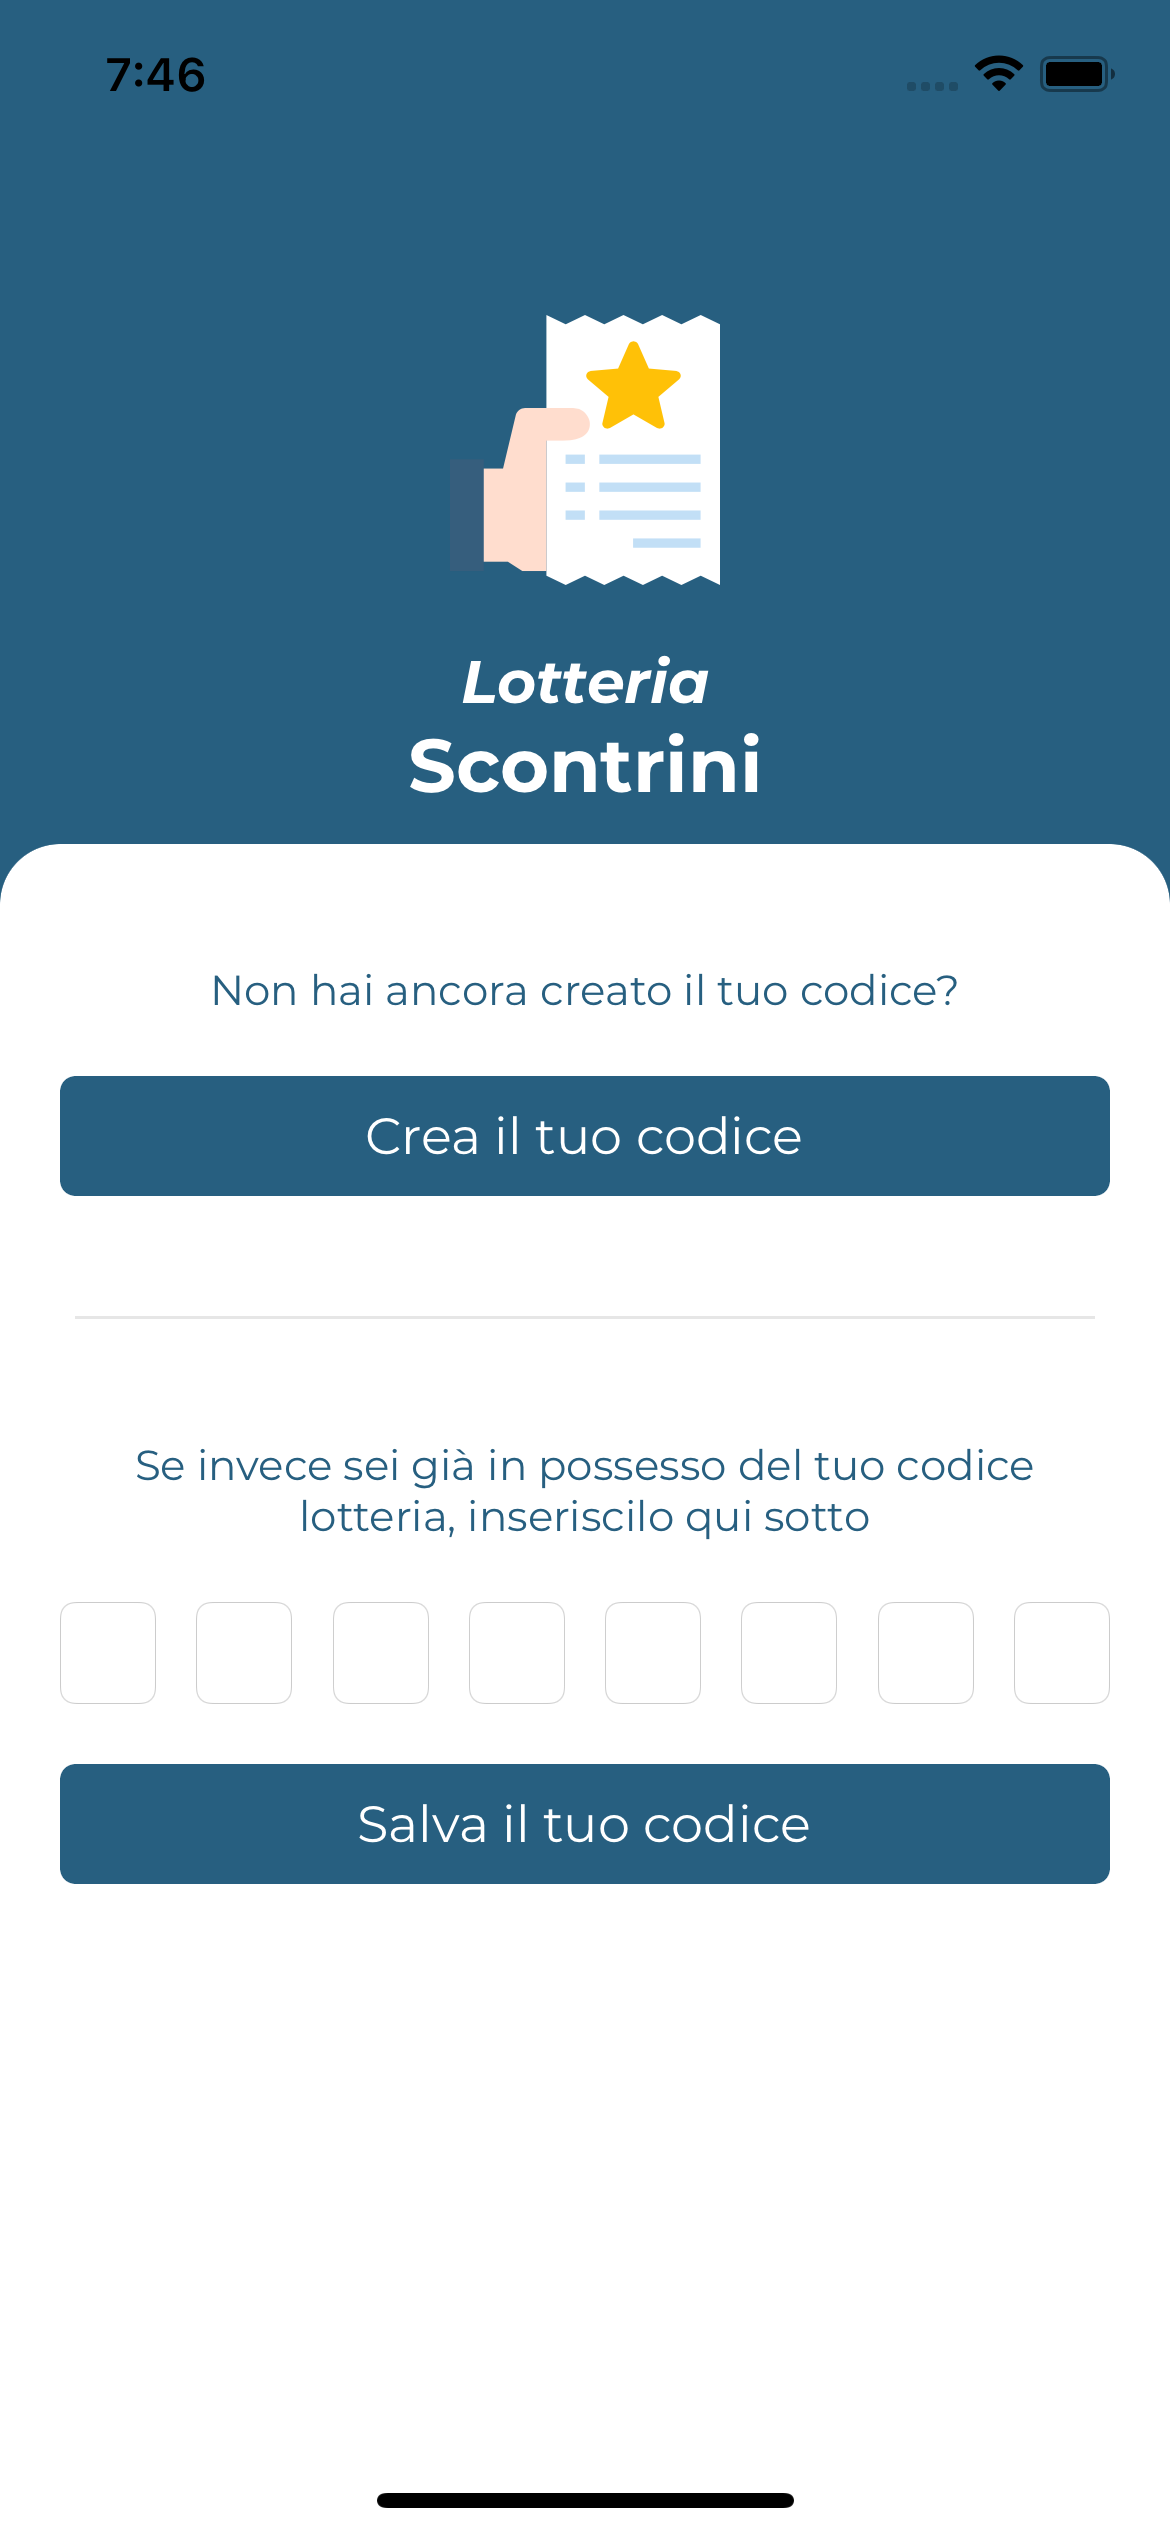 7:46
Lotteria
Scontrini
Non hai ancora creato il tuo codice?
Crea il tuo codice
Se invece sei già in possesso del tuo codice
lotteria, inseriscilo qui sotto
Salva il tuo codice